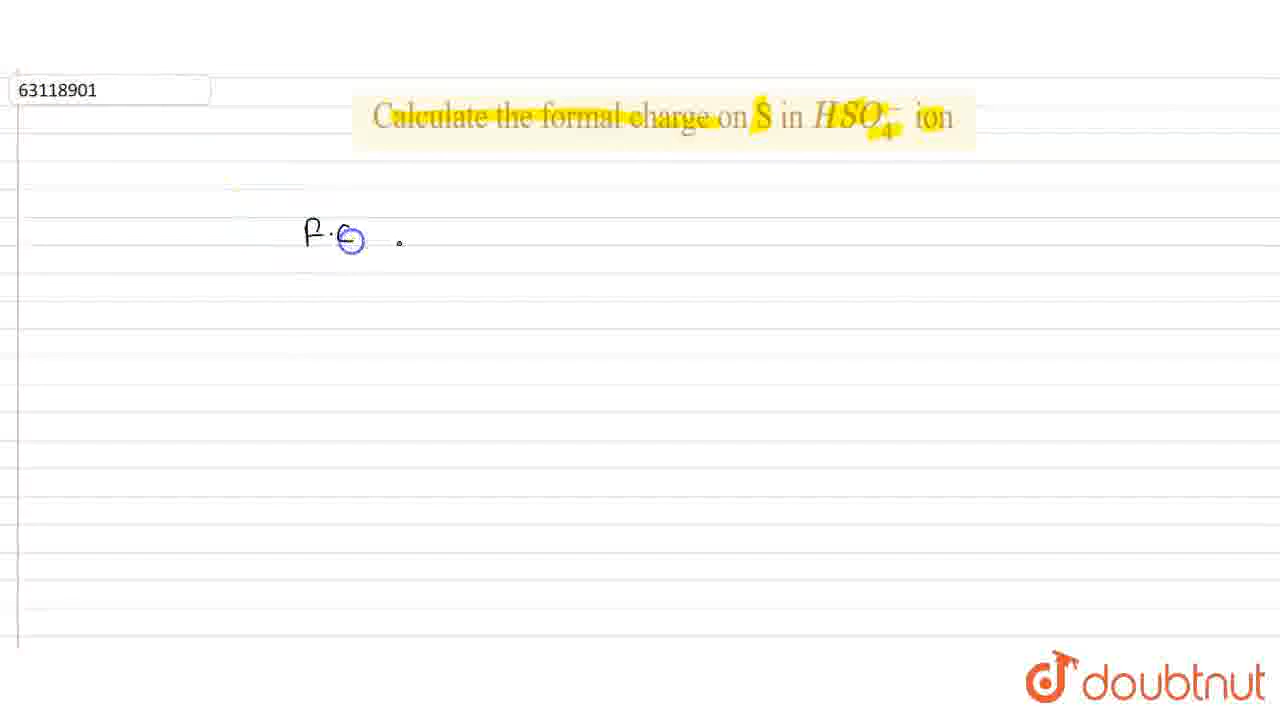 63118901
Calculate the formal charge on S in HSO₄⁻ ion
F.C
doubtnut